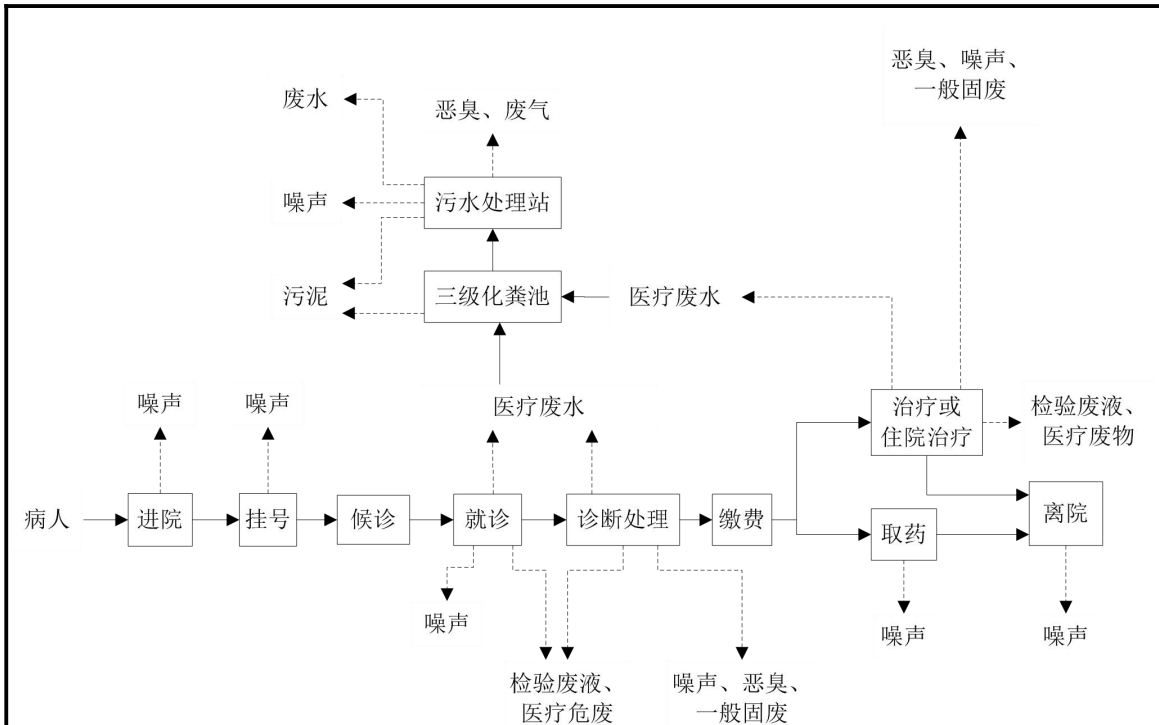 恶臭、噪声、
一般固废
废水
恶臭、废气
噪声
污水处理站
污泥
三级化粪池
医疗废水
噪声
噪声
医疗废水
治疗或
住院治疗
检验废液、
医疗废物
病人
进院
挂号
候诊
就诊
诊断处理
缴费
取药
离院
噪声
噪声
噪声
检验废液、
医疗危废
噪声、恶臭、
一般固废